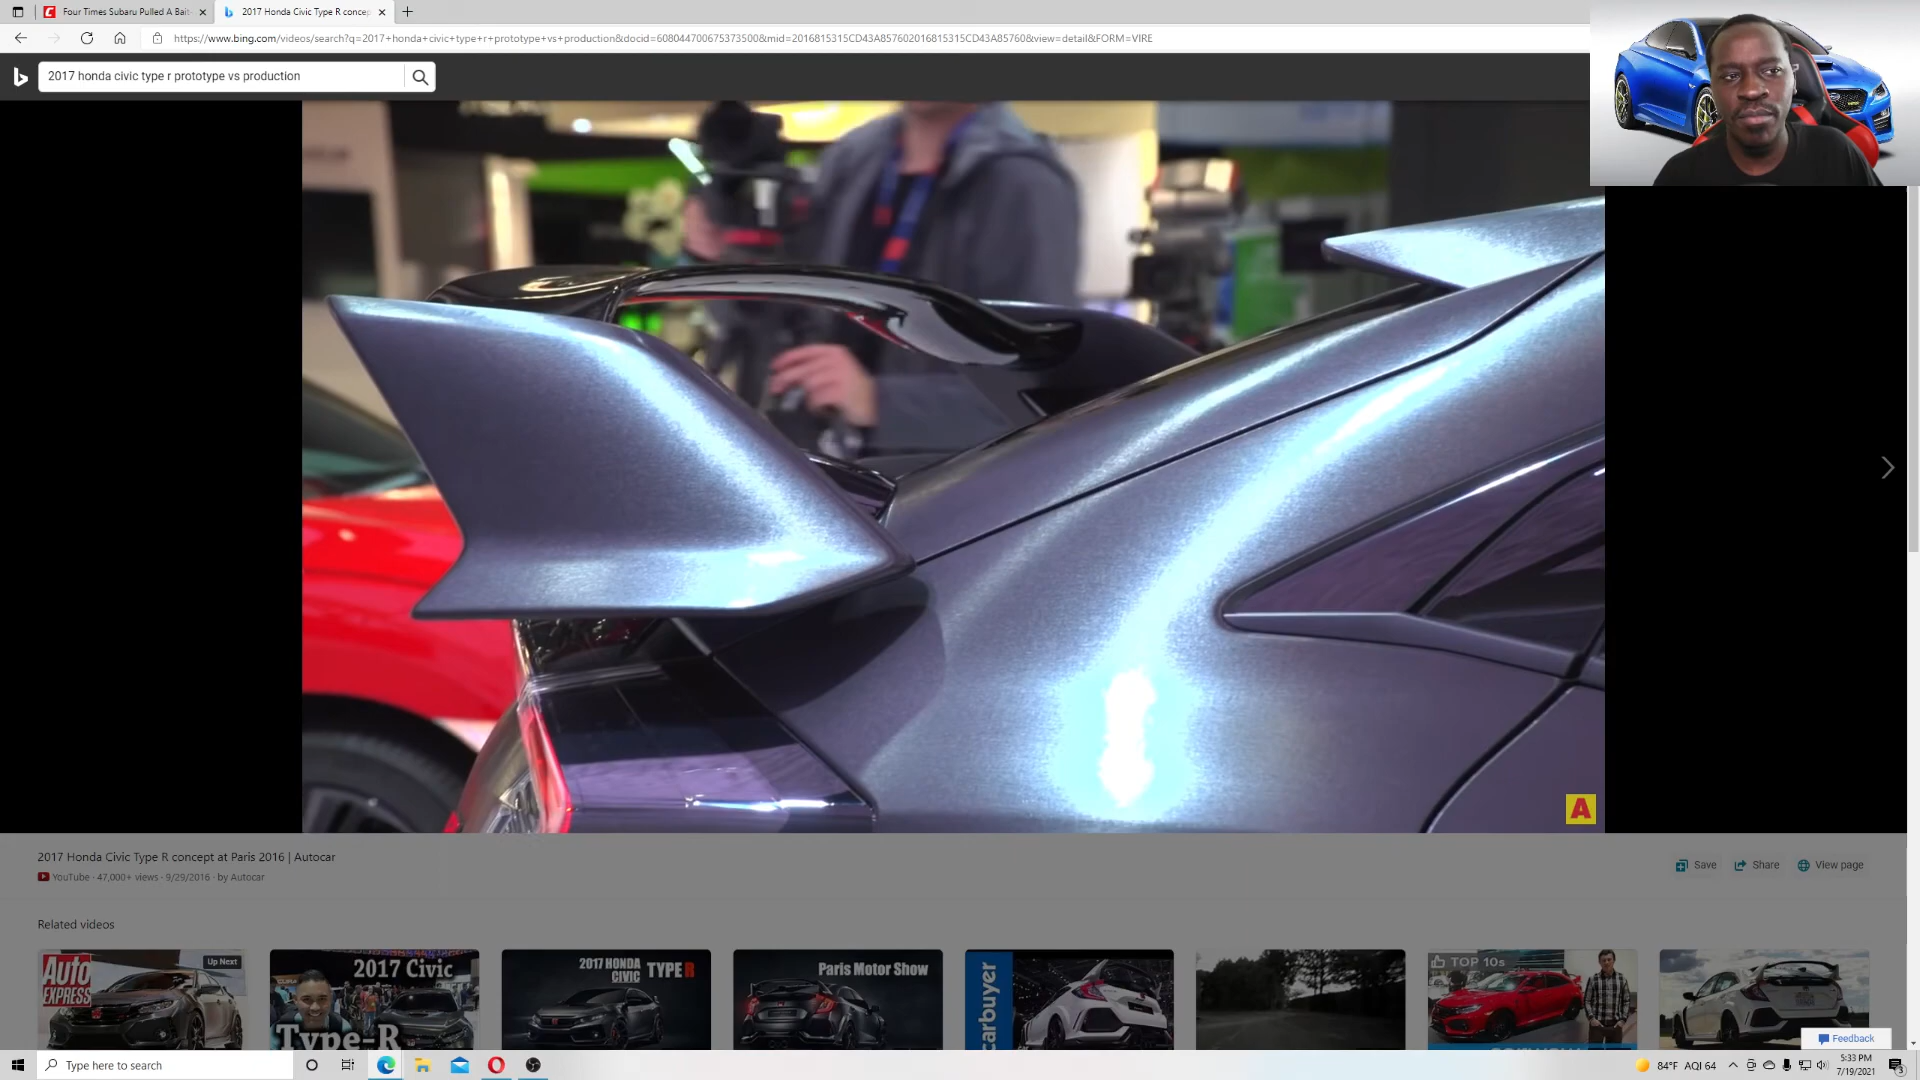 Four Times Subaru Pulled A Bait-
2017 Honda Civic Type R concep
https://www.bing.com/videos/search?q=2017+honda+civic+type+r+prototype+vs+production&docid=608044700675373500&mid=2016815315CD43A857602016815315CD43A85760&view=detail&FORM=VIRE
2017 honda civic type r prototype vs production
A
2017 Honda Civic Type R concept at Paris 2016 | Autocar
YouTube · 47,000+ views · 9/29/2016 · by Autocar
Save
Share
View page
Related videos
Auto EXPRESS
Up Next
2017 Civic
Type-R
2017 HONDA CIVIC TYPE R
Paris Motor Show
carbuyer
TOP 10s
Feedback
Type here to search
84°F AQI 64
5:33 PM
7/19/2021
3